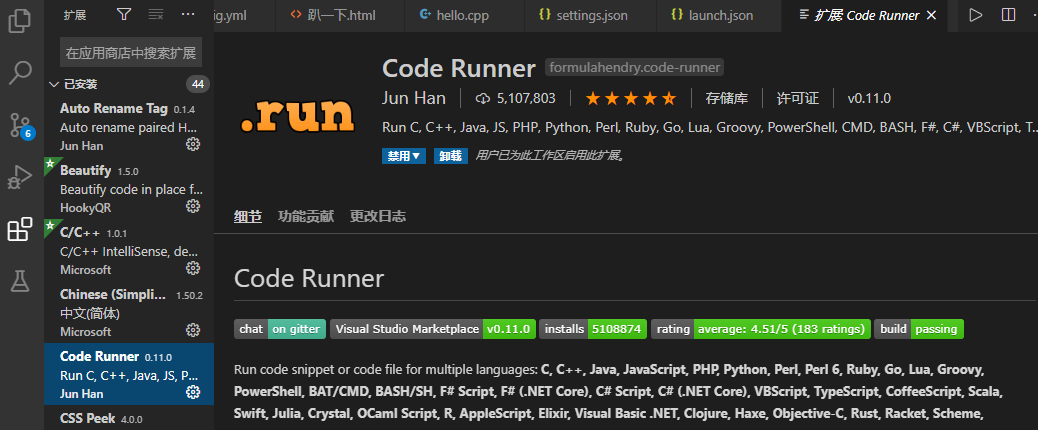 扩展
ig.yml
趴一下.html
hello.cpp
settings.json
launch.json
扩展 Code Runner
在应用商店中搜索扩展
已安装
44
6
Auto Rename Tag 0.1.4
Auto rename paired H...
Jun Han
Beautify 1.5.0
Beautify code in place f...
HookyQR
C/C++ 1.0.1
C/C++ IntelliSense, de...
Microsoft
Chinese (Simpli... 1.50.2
中文(简体)
Microsoft
Code Runner 0.11.0
Run C, C++, Java, JS, P...
Jun Han
CSS Peek 4.0.0
.run
Code Runner formulahendry.code-runner
Jun Han 5,107,803 存储库 许可证 v0.11.0
Run C, C++, Java, JS, PHP, Python, Perl, Ruby, Go, Lua, Groovy, PowerShell, CMD, BASH, F#, C#, VBScript, T...
禁用 卸载 用户已为此工作区启用此扩展。
细节 功能贡献 更改日志
Code Runner
chat on gitter Visual Studio Marketplace v0.11.0 installs 5108874 rating average: 4.51/5 (183 ratings) build passing
Run code snippet or code file for multiple languages: C, C++, Java, JavaScript, PHP, Python, Perl, Perl 6, Ruby, Go, Lua, Groovy,
PowerShell, BAT/CMD, BASH/SH, F# Script, F# (.NET Core), C# Script, C# (.NET Core), VBScript, TypeScript, CoffeeScript, Scala,
Swift, Julia, Crystal, OCaml Script, R, AppleScript, Elixir, Visual Basic .NET, Clojure, Haxe, Objective-C, Rust, Racket, Scheme,